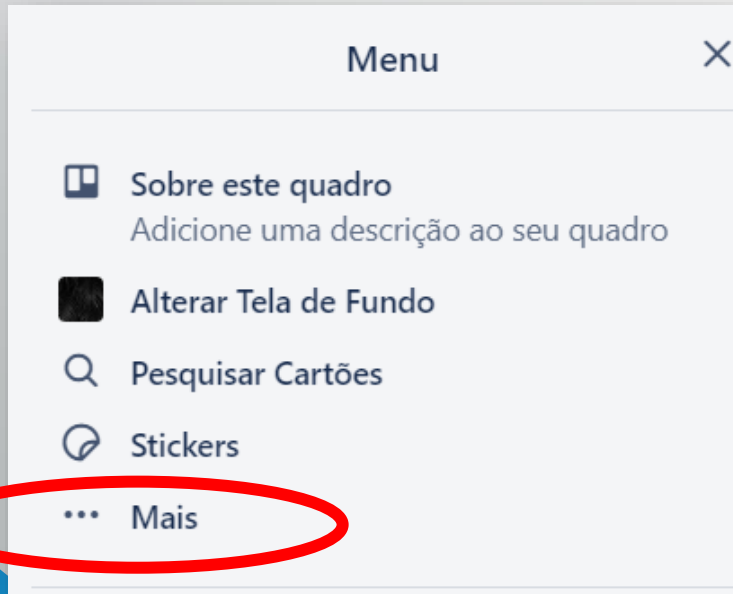 Menu
Sobre este quadro
Adicione uma descrição ao seu quadro
Alterar Tela de Fundo
Pesquisar Cartões
Stickers
Mais